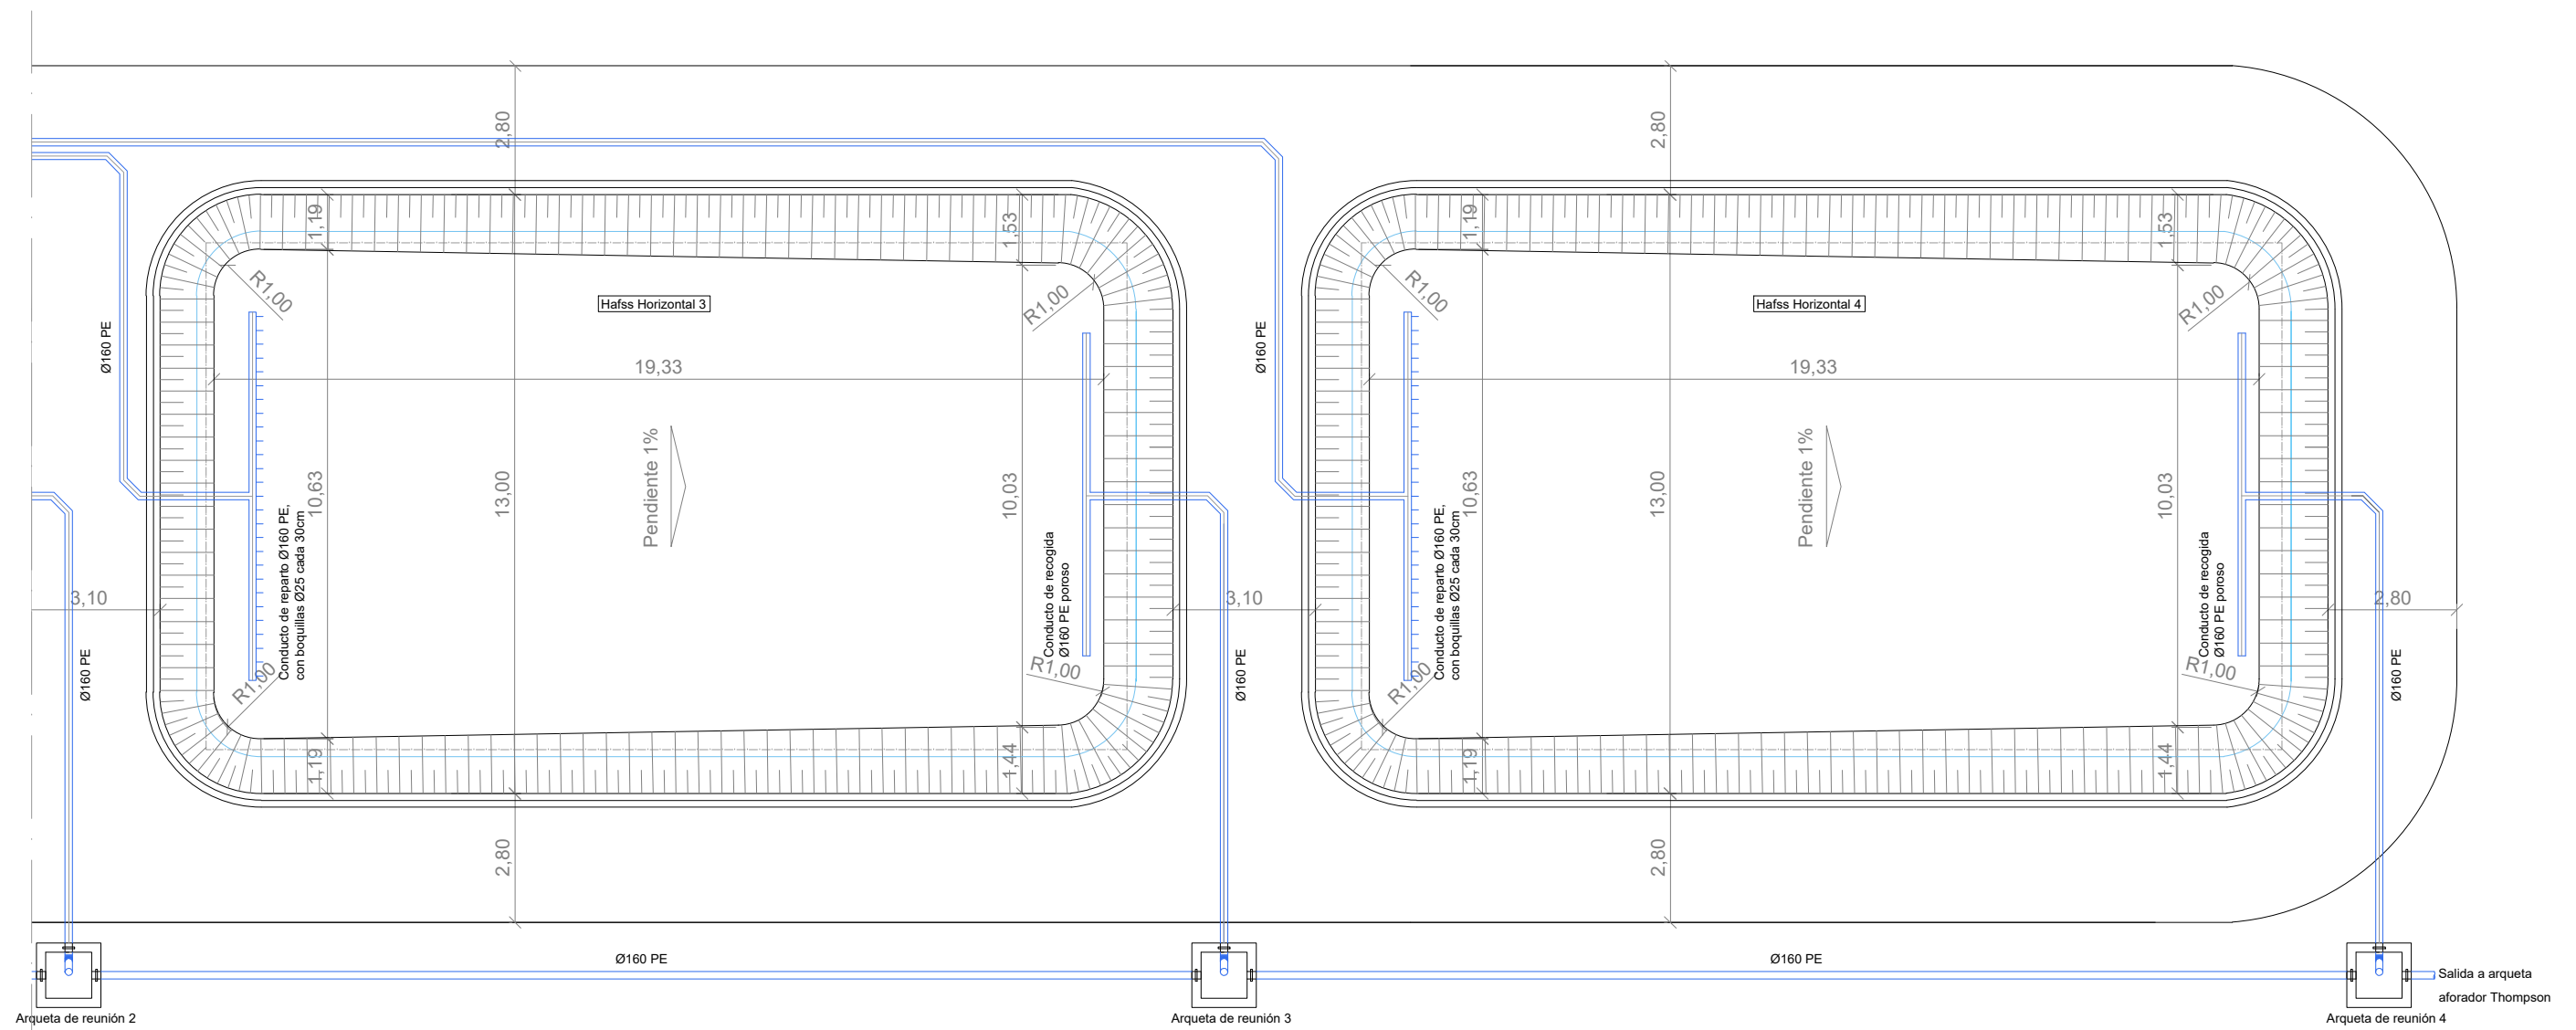 2,80
2,80
1,19
1,53
1,19
1,53
R1,00
R1,00
R1,00
R1,00
Hafss Horizontal 3
Hafss Horizontal 4
Ø160 PE
Ø160 PE
19,33
19,33
Pendiente 1%
Pendiente 1%
10,63
13,00
10,03
10,63
13,00
10,03
Conducto de reparto Ø160 PE,
con boquillas Ø25 cada 30cm
Conducto de recogida
Ø160 PE poroso
Conducto de reparto Ø160 PE,
con boquillas Ø25 cada 30cm
Conducto de recogida
Ø160 PE poroso
3,10
3,10
2,80
Ø160 PE
Ø160 PE
Ø160 PE
R1,00
R1,00
R1,00
R1,00
1,19
1,44
1,19
1,44
2,80
2,80
Ø160 PE
Ø160 PE
Salida a arqueta
aforador Thompson
Arqueta de reunión 2
Arqueta de reunión 3
Arqueta de reunión 4